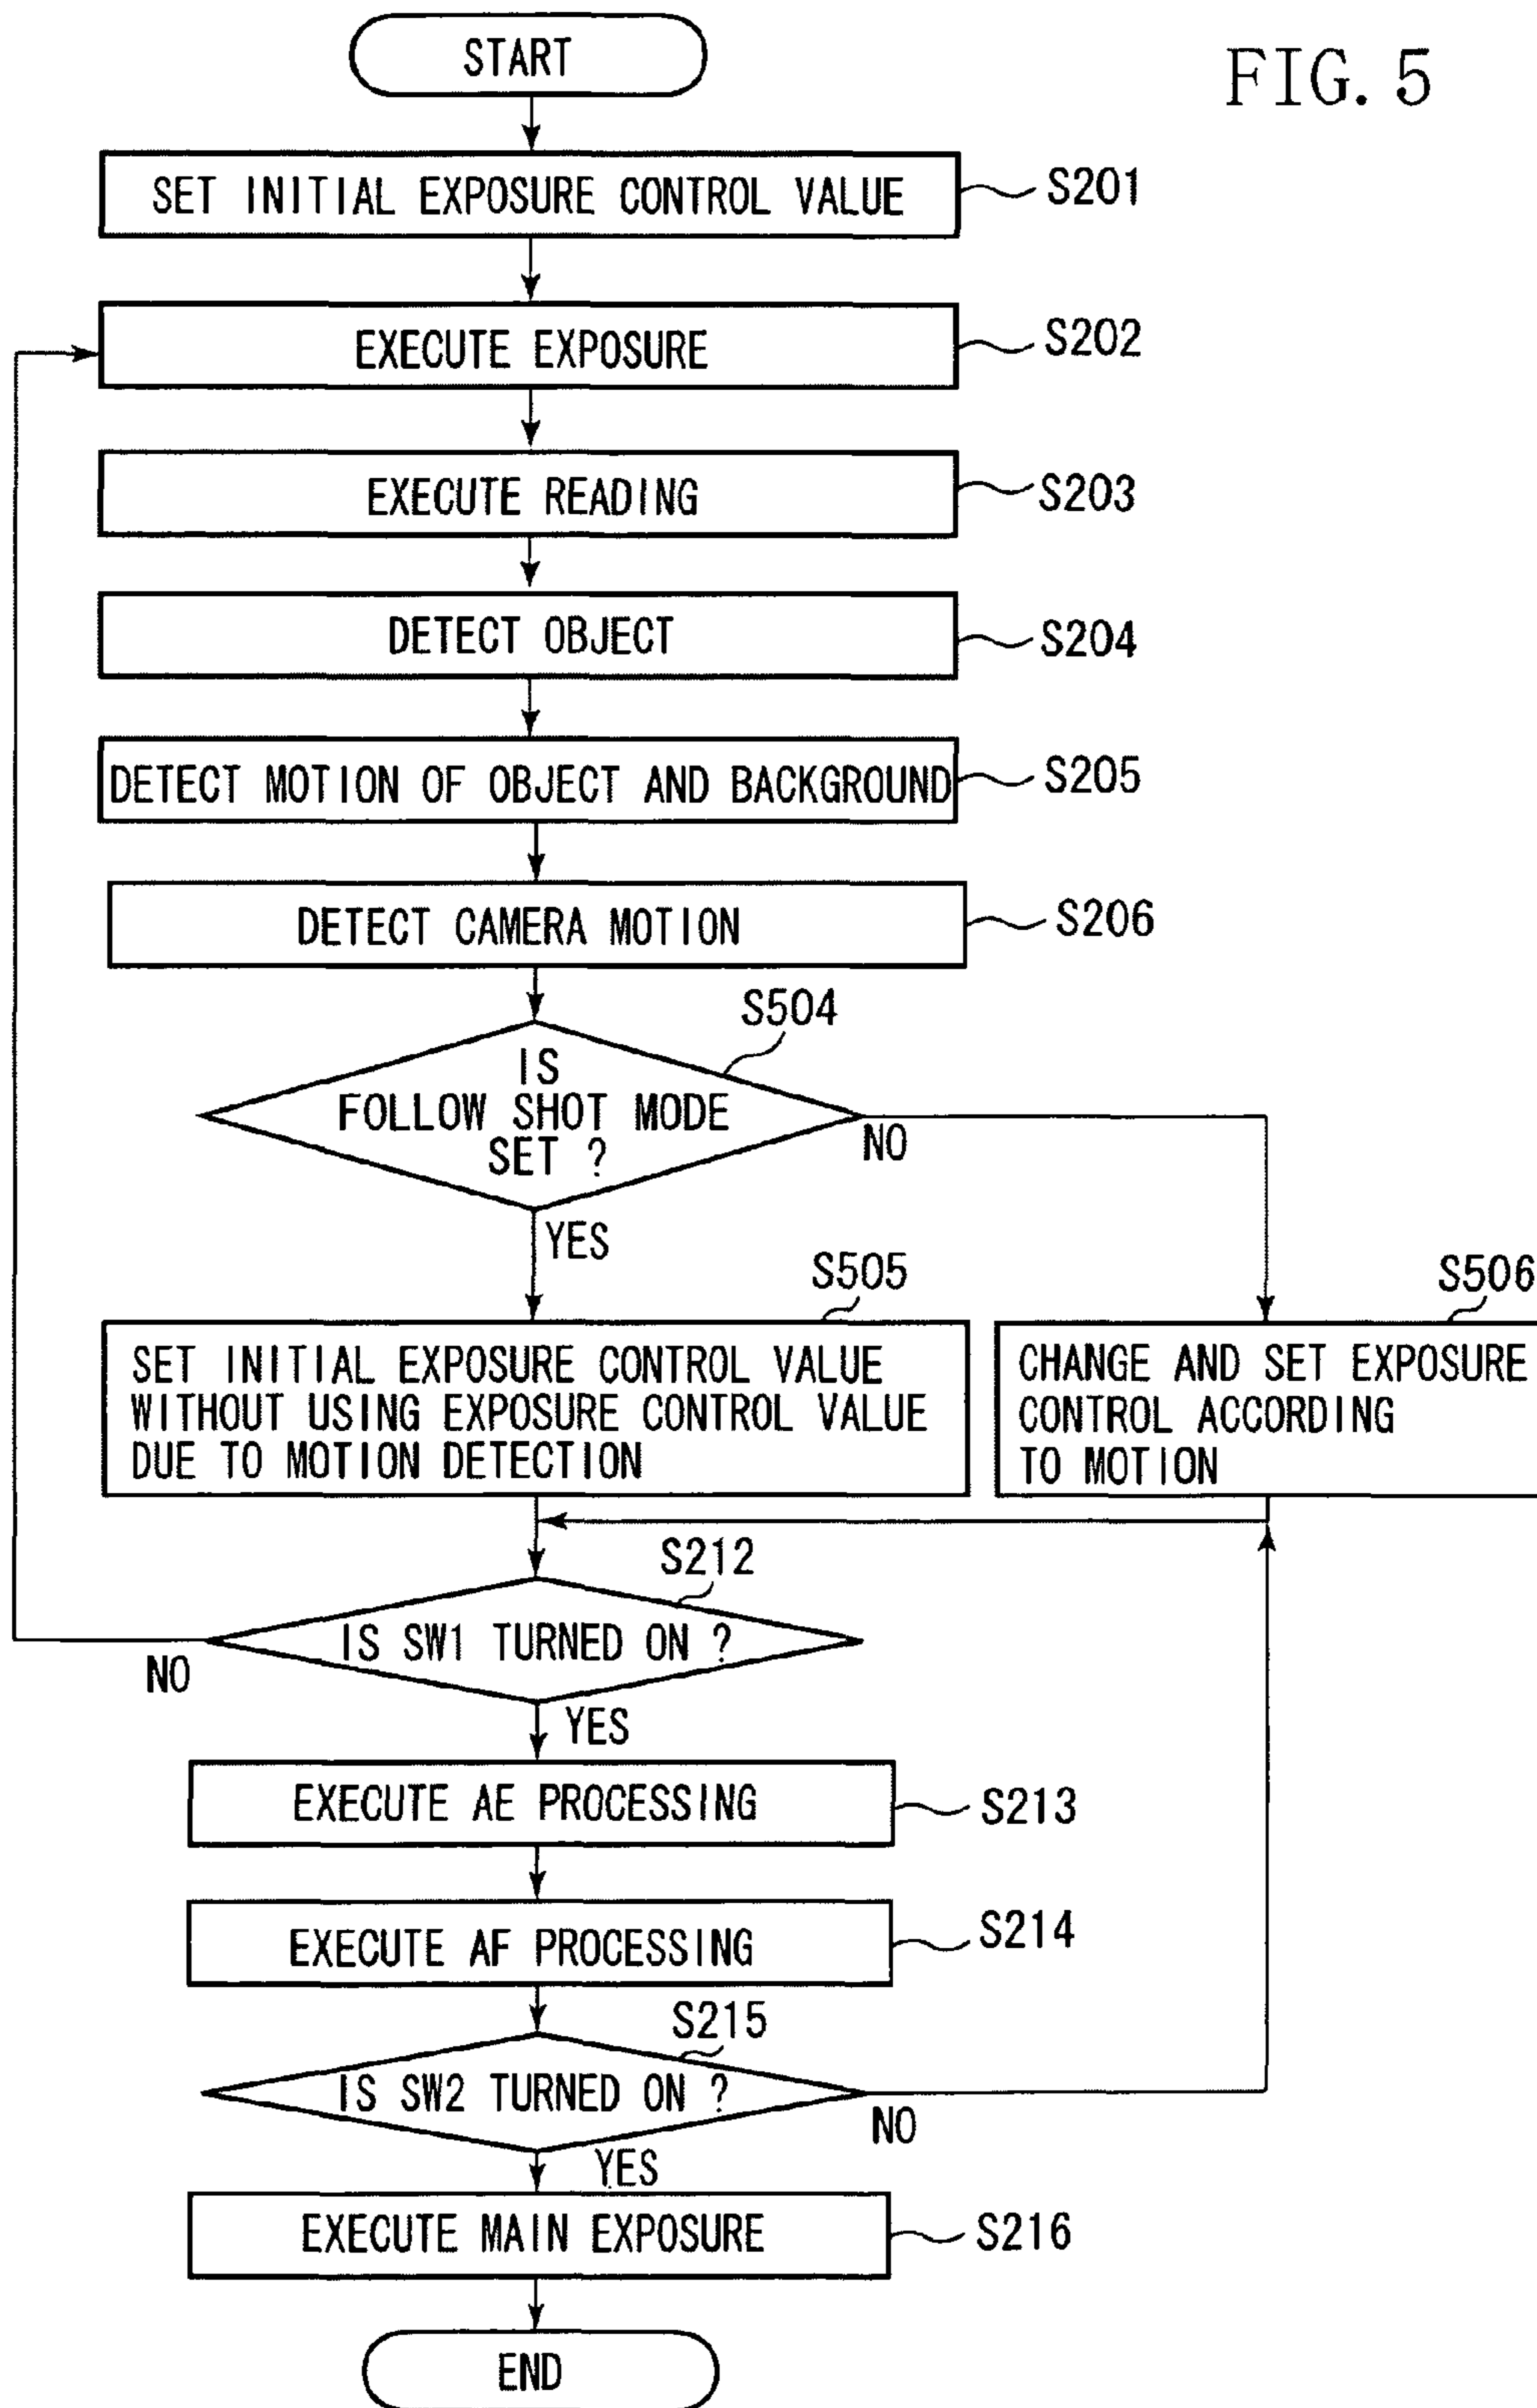 FIG. 5
START
SET INITIAL EXPOSURE CONTROL VALUE
S201
EXECUTE EXPOSURE
S202
EXECUTE READING
S203
DETECT OBJECT
S204
DETECT MOTION OF OBJECT AND BACKGROUND
S205
DETECT CAMERA MOTION
S206
S504
IS
FOLLOW SHOT MODE
SET ?
NO
YES
S505
S506
SET INITIAL EXPOSURE CONTROL VALUE
WITHOUT USING EXPOSURE CONTROL VALUE
DUE TO MOTION DETECTION
CHANGE AND SET EXPOSURE
CONTROL ACCORDING
TO MOTION
S212
IS SW1 TURNED ON ?
NO
YES
EXECUTE AE PROCESSING
S213
EXECUTE AF PROCESSING
S214
S215
IS SW2 TURNED ON ?
NO
YES
EXECUTE MAIN EXPOSURE
S216
END